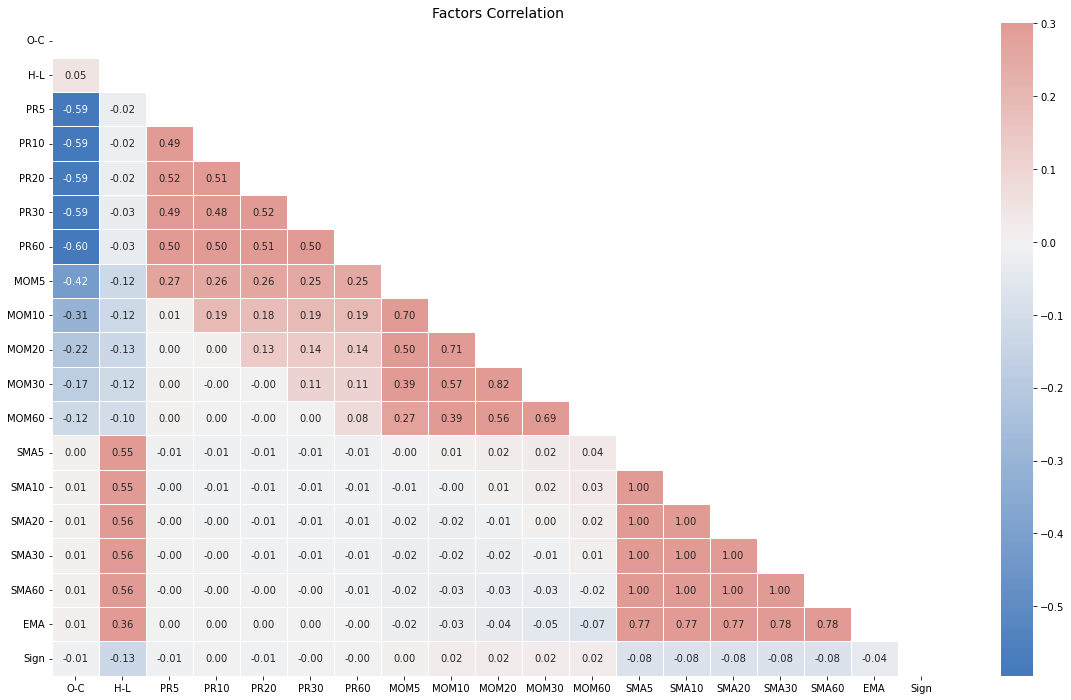 Factors Correlation
O-C
H-L 0.05
PR5 -0.59 -0.02
PR10 -0.59 -0.02 0.49
PR20 -0.59 -0.02 0.52 0.51
PR30 -0.59 -0.03 0.49 0.48 0.52
PR60 -0.60 -0.03 0.50 0.50 0.51 0.50
MOM5 -0.42 -0.12 0.27 0.26 0.26 0.25 0.25
MOM10 -0.31 -0.12 0.01 0.19 0.18 0.19 0.19 0.70
MOM20 -0.22 -0.13 0.00 0.00 0.13 0.14 0.14 0.50 0.71
MOM30 -0.17 -0.12 0.00 -0.00 -0.00 0.11 0.11 0.39 0.57 0.82
MOM60 -0.12 -0.10 0.00 -0.00 -0.00 0.00 0.08 0.27 0.39 0.56 0.69
SMA5 0.00 0.55 -0.01 -0.01 -0.01 -0.01 -0.01 -0.00 0.01 0.02 0.02 0.04
SMA10 0.01 0.55 -0.00 -0.01 -0.01 -0.01 -0.01 -0.01 -0.00 0.01 0.02 0.03 1.00
SMA20 0.01 0.56 -0.00 -0.00 -0.01 -0.01 -0.01 -0.02 -0.02 -0.01 0.00 0.02 1.00 1.00
SMA30 0.01 0.56 -0.00 -0.00 -0.01 -0.01 -0.01 -0.02 -0.02 -0.02 -0.01 0.01 1.00 1.00 1.00
SMA60 0.01 0.56 -0.00 -0.00 -0.00 -0.00 -0.01 -0.02 -0.03 -0.03 -0.03 -0.02 1.00 1.00 1.00 1.00
EMA 0.01 0.36 0.00 0.00 0.00 0.00 -0.00 -0.02 -0.03 -0.04 -0.05 -0.07 0.77 0.77 0.77 0.78 0.78
Sign -0.01 -0.13 -0.01 0.00 -0.01 -0.00 -0.00 0.00 0.02 0.02 0.02 0.02 -0.08 -0.08 -0.08 -0.08 -0.08 -0.04
O-C H-L PR5 PR10 PR20 PR30 PR60 MOM5 MOM10 MOM20 MOM30 MOM60 SMA5 SMA10 SMA20 SMA30 SMA60 EMA Sign
0.3
0.2
0.1
0.0
−0.1
−0.2
−0.3
−0.4
−0.5